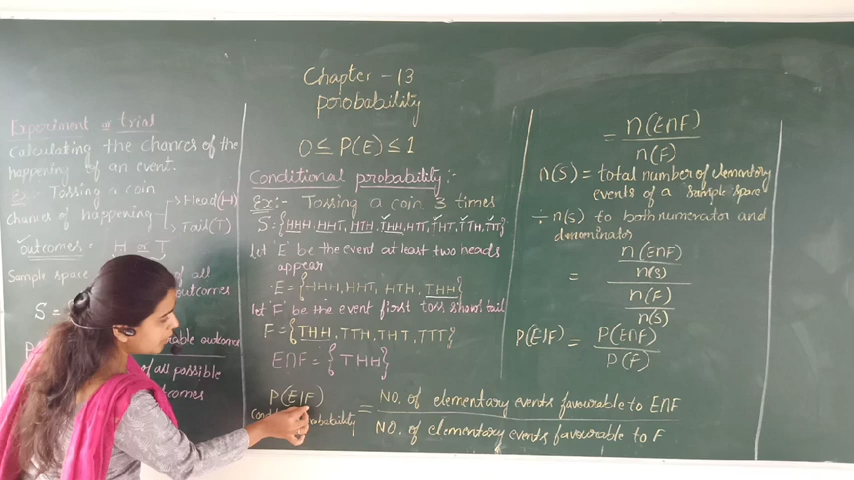 Chapter - 13
probability
0 ≤ P(E) ≤ 1
Experiment or trial
Calculating the chances of the
happening of an event.
Ex:- Tossing a coin
chances of happening → Head(H)
→ Tail(T)
outcomes - H or T
Sample space of all
outcomes
S =
outcome
of all possible
outcomes
Conditional probability:-
Ex:- Tossing a coin 3 times
S={HHH, HHT, HTH, THH, HTT, THT, TTH, TTT}
let 'E' be the event at least two heads
appear
E = {HHH, HHT, HTH, THH}
let 'F' be the event first toss shows tail
F = {THH, TTH, THT, TTT}
E∩F = {THH}
P(E|F) = No. of elementary events favourable to E∩F
No. of elementary events favourable to F
= n(E∩F)
n(F)
n(S) = total number of elementary
events of a sample space
÷ n(S) to both numerator and
denominator
= n(E∩F)
n(S)
n(F)
n(S)
P(E|F) = P(E∩F)
P(F)